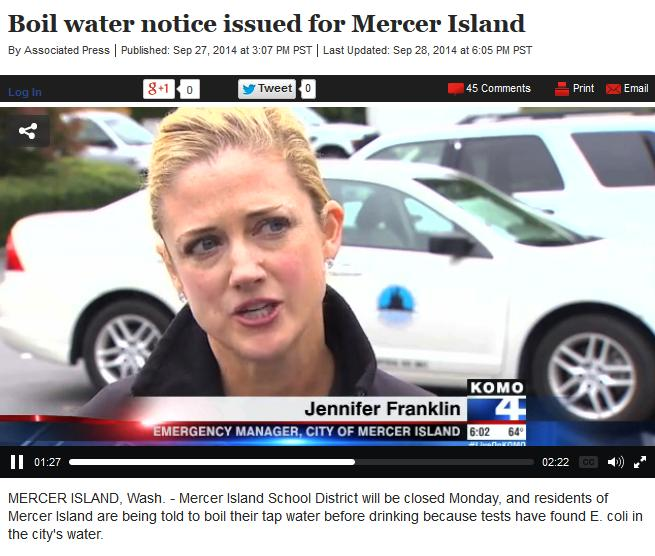 Boil water notice issued for Mercer Island
By Associated Press | Published: Sep 27, 2014 at 3:07 PM PST | Last Updated: Sep 28, 2014 at 6:05 PM PST
Log In g+1 0 Tweet 0 45 Comments Print Email
KOMO
4
Jennifer Franklin
EMERGENCY MANAGER, CITY OF MERCER ISLAND 6:02 64°
#LiveOnKOMO
01:27 02:22 CC
MERCER ISLAND, Wash. - Mercer Island School District will be closed Monday, and residents of
Mercer Island are being told to boil their tap water before drinking because tests have found E. coli in
the city's water.